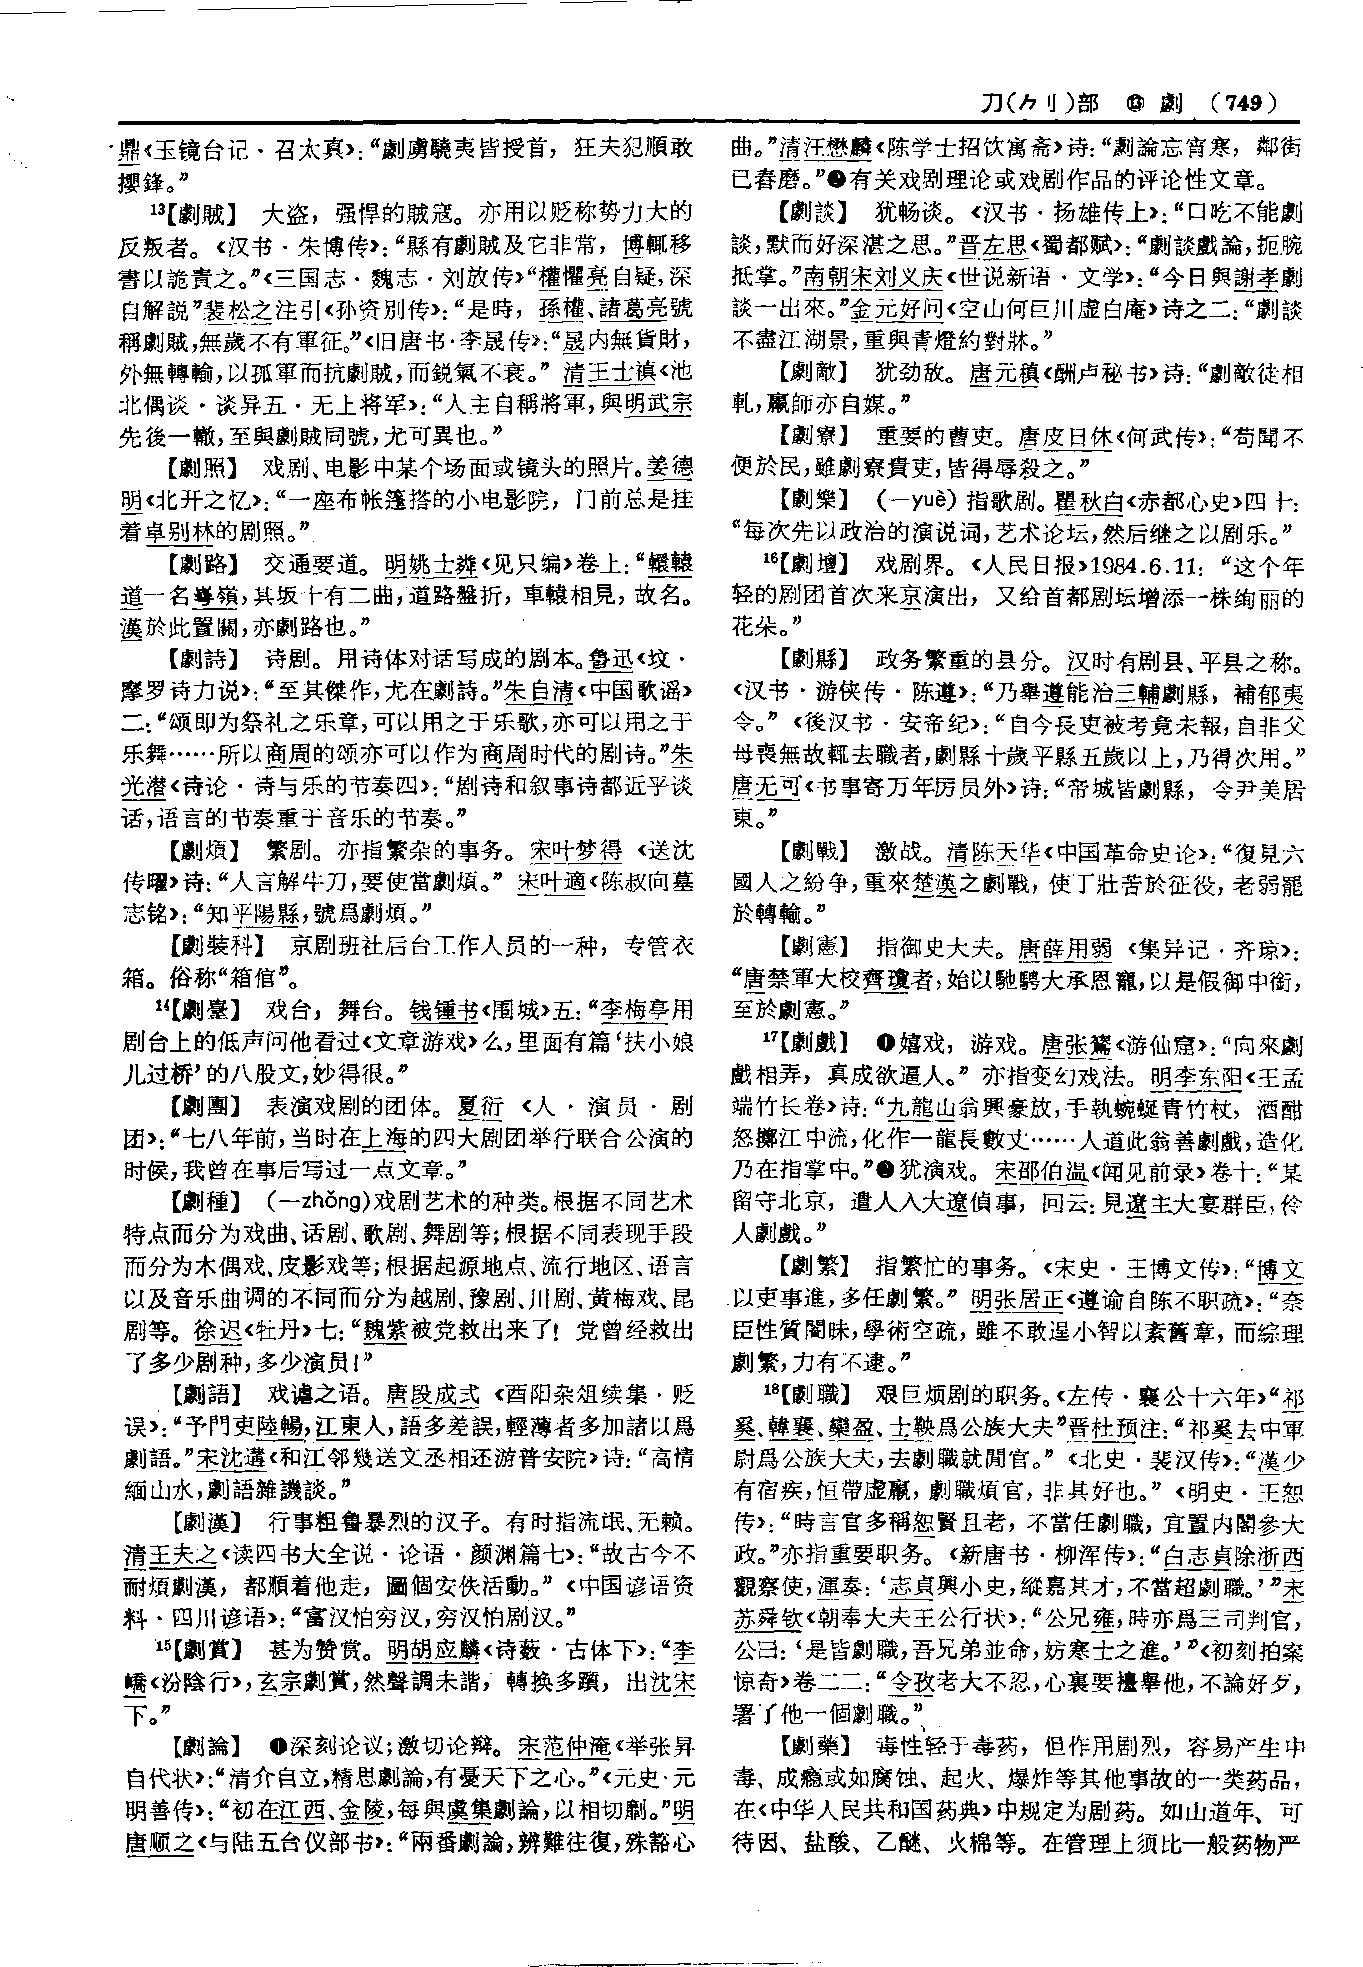 刀(⺈刂)部 ⓭ 劇 (749)
鼎《玉镜台记·召太真》：“劇虜驍夷皆授首，狂夫犯順敢
攖鋒。”
13【劇賊】 大盗，强悍的贼寇。亦用以贬称势力大的
反叛者。《汉书·朱博传》：“縣有劇賊及它非常，博輒移
書以詭責之。”《三国志·魏志·刘放传》“權懼亮自疑，深
自解説”裴松之注引《孙资别传》：“是時，孫權、諸葛亮號
稱劇賊，無歲不有軍征。”《旧唐书·李晟传》：“晟内無貨財，
外無轉輸，以孤軍而抗劇賊，而鋭氣不衰。” 清王士禛《池
北偶谈·谈异五·无上将军》：“人主自稱將軍，與明武宗
先後一轍，至與劇賊同號，尤可異也。”
【劇照】 戏剧、电影中某个场面或镜头的照片。姜德
明《北开之忆》：“一座布帐篷搭的小电影院，门前总是挂
着卓别林的剧照。”
【劇路】 交通要道。明姚士粦《见只编》卷上：“轘轅
道一名崿嶺，其坂十有二曲，道路盤折，車轅相見，故名。
漢於此置關，亦劇路也。”
【劇詩】 诗剧。用诗体对话写成的剧本。鲁迅《坟·
摩罗诗力说》：“至其傑作，尤在劇詩。”朱自清《中国歌谣》
二：“颂即为祭礼之乐章，可以用之于乐歌，亦可以用之于
乐舞……所以商周的颂亦可以作为商周时代的剧诗。”朱
光潜《诗论·诗与乐的节奏四》：“剧诗和叙事诗都近乎谈
话，语言的节奏重于音乐的节奏。”
【劇煩】 繁剧。亦指繁杂的事务。宋叶梦得《送沈
传曜》诗：“人言解牛刀，要使當劇煩。” 宋叶適《陈叔向墓
志铭》：“知平陽縣，號爲劇煩。”
【劇裝科】 京剧班社后台工作人员的一种，专管衣
箱。俗称“箱倌”。
14【劇臺】 戏台，舞台。钱锺书《围城》五：“李梅亭用
剧台上的低声问他看过《文章游戏》么，里面有篇‘扶小娘
儿过桥’的八股文，妙得很。”
【劇團】 表演戏剧的团体。夏衍《人·演员·剧
团》：“七八年前，当时在上海的四大剧团举行联合公演的
时候，我曾在事后写过一点文章。”
【劇種】 (—zhǒng)戏剧艺术的种类。根据不同艺术
特点而分为戏曲、话剧、歌剧、舞剧等；根据不同表现手段
而分为木偶戏、皮影戏等；根据起源地点、流行地区、语言
以及音乐曲调的不同而分为越剧、豫剧、川剧、黄梅戏、昆
剧等。徐迟《牡丹》七：“魏紫被党救出来了！党曾经救出
了多少剧种，多少演员！”
【劇語】 戏谑之语。唐段成式《酉阳杂俎续集·贬
误》：“予門吏陸暢，江東人，語多差誤，輕薄者多加諸以爲
劇語。”宋沈遘《和江邻幾送文丞相还游普安院》诗：“高情
緬山水，劇語雜譏談。”
【劇漢】 行事粗鲁暴烈的汉子。有时指流氓、无赖。
清王夫之《读四书大全说·论语·颜渊篇七》：“故古今不
耐煩劇漢，都順着他走，圖個安佚活動。”《中国谚语资
料·四川谚语》：“富汉怕穷汉，穷汉怕剧汉。”
15【劇賞】 甚为赞赏。明胡应麟《诗薮·古体下》：“李
嶠《汾陰行》，玄宗劇賞，然聲調未諧，轉换多躓，出沈宋
下。”
【劇論】 ❶深刻论议；激切论辩。宋范仲淹《举张昪
自代状》：“清介自立，精思劇論，有憂天下之心。”《元史·元
明善传》：“初在江西、金陵，每與虞集劇論，以相切劘。”明
唐顺之《与陆五台仪部书》：“兩番劇論，辨難往復，殊豁心
曲。”清汪懋麟《陈学士招饮寓斋》诗：“劇論忘宵寒，鄰街
已舂磨。”❷有关戏剧理论或戏剧作品的评论性文章。
【劇談】 犹畅谈。《汉书·扬雄传上》：“口吃不能劇
談，默而好深湛之思。”晋左思《蜀都赋》：“劇談戲論，扼腕
抵掌。”南朝宋刘义庆《世说新语·文学》：“今日與謝孝劇
談一出來。”金元好问《空山何巨川虚白庵》诗之二：“劇談
不盡江湖景，重與青燈約對牀。”
【劇敵】 犹劲敌。唐元稹《酬卢秘书》诗：“劇敵徒相
軋，羸師亦自媒。”
【劇寮】 重要的曹吏。唐皮日休《何武传》：“苟聞不
便於民，雖劇寮貴吏，皆得辱殺之。”
【劇樂】 (—yuè)指歌剧。瞿秋白《赤都心史》四十：
“每次先以政治的演说词，艺术论坛，然后继之以剧乐。”
16【劇壇】 戏剧界。《人民日报》1984.6.11：“这个年
轻的剧团首次来京演出，又给首都剧坛增添一株绚丽的
花朵。”
【劇縣】 政务繁重的县分。汉时有剧县、平县之称。
《汉书·游侠传·陈遵》：“乃舉遵能治三輔劇縣，補郁夷
令。”《後汉书·安帝纪》：“自今長吏被考竟未報，自非父
母喪無故輒去職者，劇縣十歲平縣五歲以上，乃得次用。”
唐无可《书事寄万年厉员外》诗：“帝城皆劇縣，令尹美居
東。”
【劇戰】 激战。清陈天华《中国革命史论》：“復見六
國人之紛争，重來楚漢之劇戰，使丁壯苦於征役，老弱罷
於轉輸。”
【劇憲】 指御史大夫。唐薛用弱《集异记·齐琼》：
“唐禁軍大校齊瓊者，始以馳騁大承恩寵，以是假御中銜，
至於劇憲。”
17【劇戲】 ❶嬉戏，游戏。唐张鷟《游仙窟》：“向來劇
戲相弄，真成欲逼人。” 亦指变幻戏法。明李东阳《王孟
端竹长卷》诗：“九龍山翁興豪放，手執蜿蜒青竹杖，酒酣
怒擲江中流，化作一龍長數丈……人道此翁善劇戲，造化
乃在指掌中。”❷犹演戏。宋邵伯温《闻见前录》卷十：“某
留守北京，遣人入大遼偵事，回云：見遼主大宴群臣，伶
人劇戲。”
【劇繁】 指繁忙的事务。《宋史·王博文传》：“博文
以吏事進，多任劇繁。” 明张居正《遵谕自陈不职疏》：“奈
臣性質闇昧，學術空疏，雖不敢逞小智以紊舊章，而綜理
劇繁，力有不逮。”
18【劇職】 艰巨烦剧的职务。《左传·襄公十六年》“祁
奚、韓襄、欒盈、士鞅爲公族大夫”晋杜预注：“祁奚去中軍
尉爲公族大夫，去劇職就閒官。”《北史·裴汉传》：“漢少
有宿疾，恒帶虚羸，劇職煩官，非其好也。”《明史·王恕
传》：“時言官多稱恕賢且老，不當任劇職，宜置内閣參大
政。”亦指重要职务。《新唐书·柳浑传》：“白志貞除浙西
觀察使，渾奏：‘志貞興小史，縱嘉其才，不當超劇職。’”宋
苏舜钦《朝奉大夫王公行状》：“公兄雍，時亦爲三司判官，
公曰：‘是皆劇職，吾兄弟並命，妨寒士之進。’”《初刻拍案
惊奇》卷二二：“令孜老大不忍，心裏要擡舉他，不論好歹，
署了他一個劇職。”
【劇藥】 毒性轻于毒药，但作用剧烈，容易产生中
毒、成瘾或如腐蚀、起火、爆炸等其他事故的一类药品，
在《中华人民共和国药典》中规定为剧药。如山道年、可
待因、盐酸、乙醚、火棉等。在管理上须比一般药物严